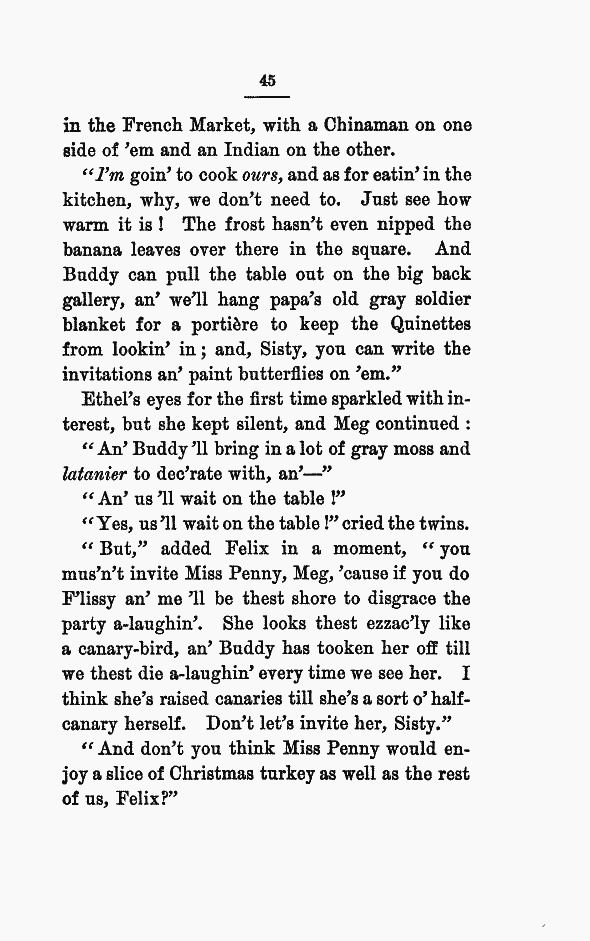 45
in the French Market, with a Chinaman on one
side of 'em and an Indian on the other.
"I'm goin' to cook ours, and as for eatin' in the
kitchen, why, we don't need to. Just see how
warm it is! The frost hasn't even nipped the
banana leaves over there in the square. And
Buddy can pull the table out on the big back
gallery, an' we'll hang papa's old gray soldier
blanket for a portière to keep the Quinettes
from lookin' in; and, Sisty, you can write the
invitations an' paint butterflies on 'em."
Ethel's eyes for the first time sparkled with in-
terest, but she kept silent, and Meg continued:
"An' Buddy 'll bring in a lot of gray moss and
latanier to dec'rate with, an'—"
"An' us 'll wait on the table!"
"Yes, us 'll wait on the table!" cried the twins.
"But," added Felix in a moment, "you
mus'n't invite Miss Penny, Meg, 'cause if you do
F'lissy an' me 'll be thest shore to disgrace the
party a-laughin'. She looks thest ezzac'ly like
a canary-bird, an' Buddy has tooken her off till
we thest die a-laughin' every time we see her. I
think she's raised canaries till she's a sort o' half-
canary herself. Don't let's invite her, Sisty."
"And don't you think Miss Penny would en-
joy a slice of Christmas turkey as well as the rest
of us, Felix?"